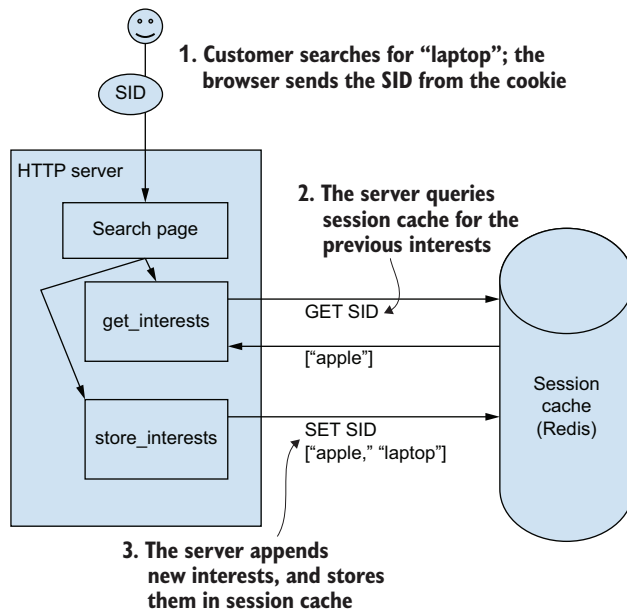 1. Customer searches for “laptop”; the
browser sends the SID from the cookie
SID
HTTP server
Search page
2. The server queries
session cache for the
previous interests
get_interests
GET SID
["apple"]
Session
cache
(Redis)
store_interests
SET SID
["apple," "laptop"]
3. The server appends
new interests, and stores
them in session cache